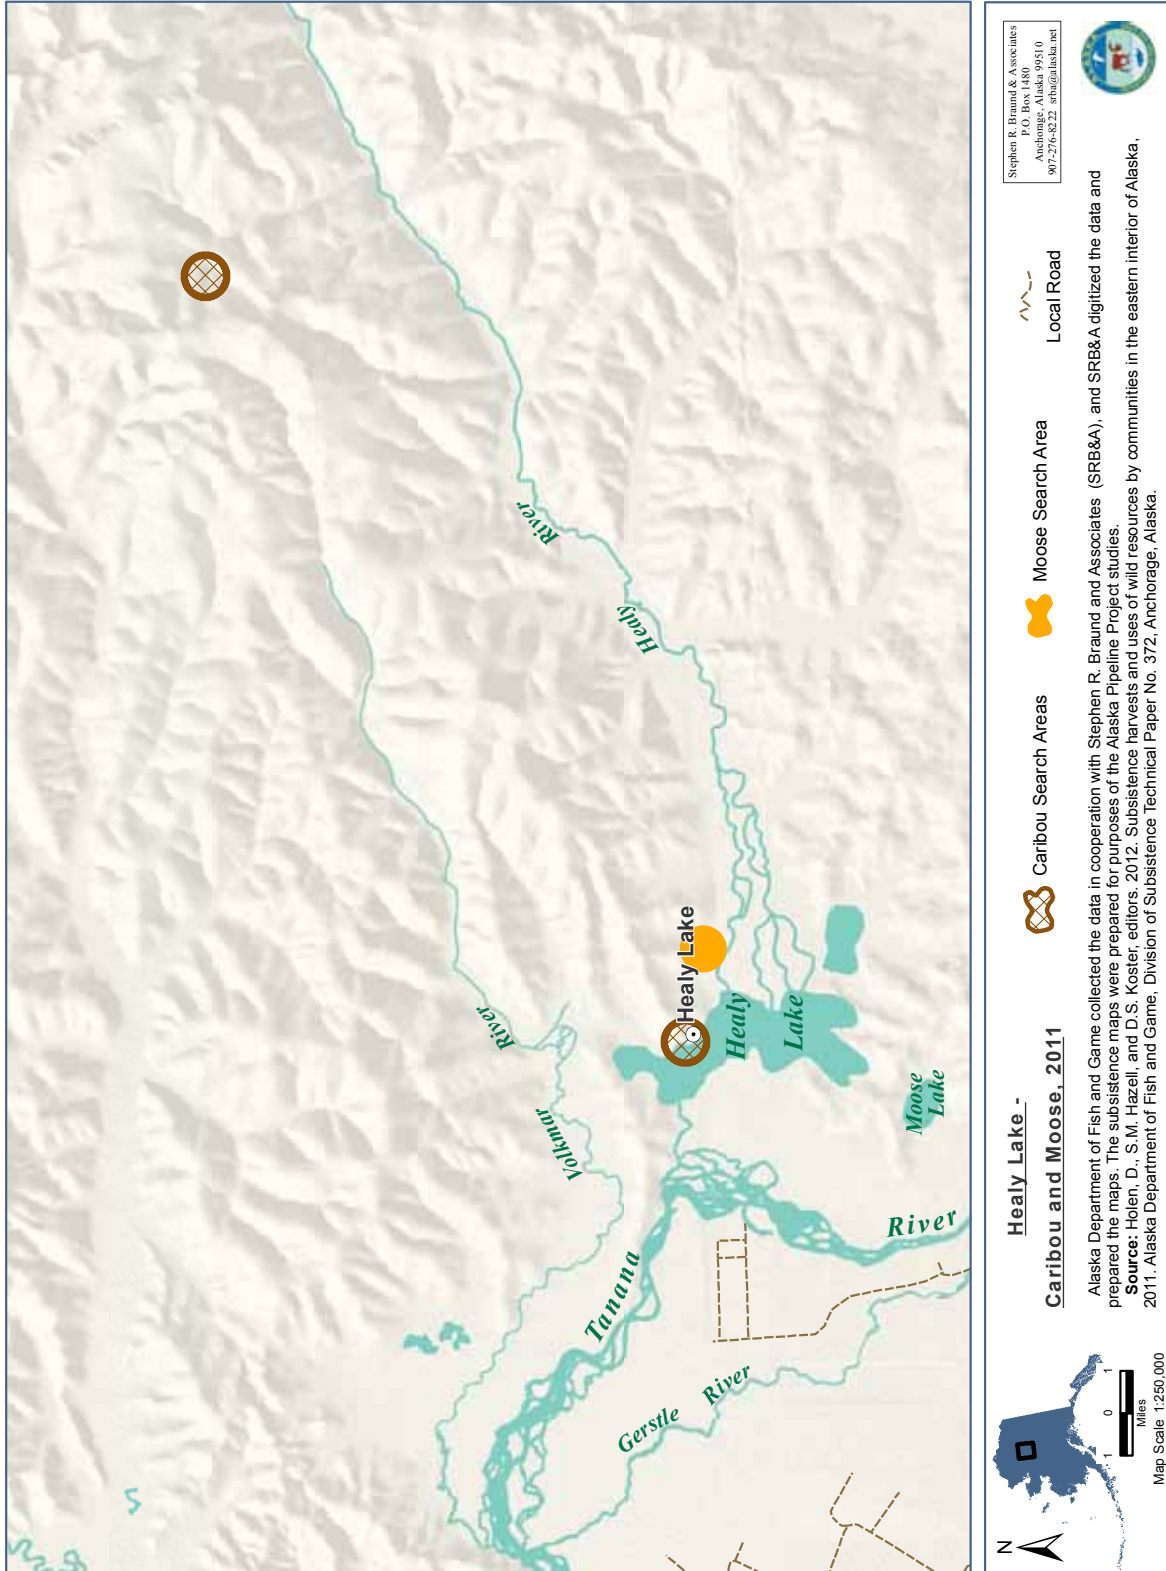 River
Healy
River
Volkmar
Healy Lake
Healy
Lake
Moose
Lake
Tanana
River
Gerstle
River
Healy Lake -
Caribou and Moose, 2011
Caribou Search Areas
Moose Search Area
Local Road
Stephen R. Braund & Associates
P.O. Box 1480
Anchorage, Alaska 99510
907-276-8222 srba@alaska.net
Alaska Department of Fish and Game collected the data in cooperation with Stephen R. Braund and Associates (SRB&A), and SRB&A digitized the data and
prepared the maps. The subsistence maps were prepared for purposes of the Alaska Pipeline Project studies.
Source: Holen, D., S.M. Hazell, and D.S. Koster, editors. 2012. Subsistence harvests and uses of wild resources by communities in the eastern interior of Alaska,
2011. Alaska Department of Fish and Game, Division of Subsistence Technical Paper No. 372, Anchorage, Alaska.
N
1 0 1
Miles
Map Scale 1:250,000